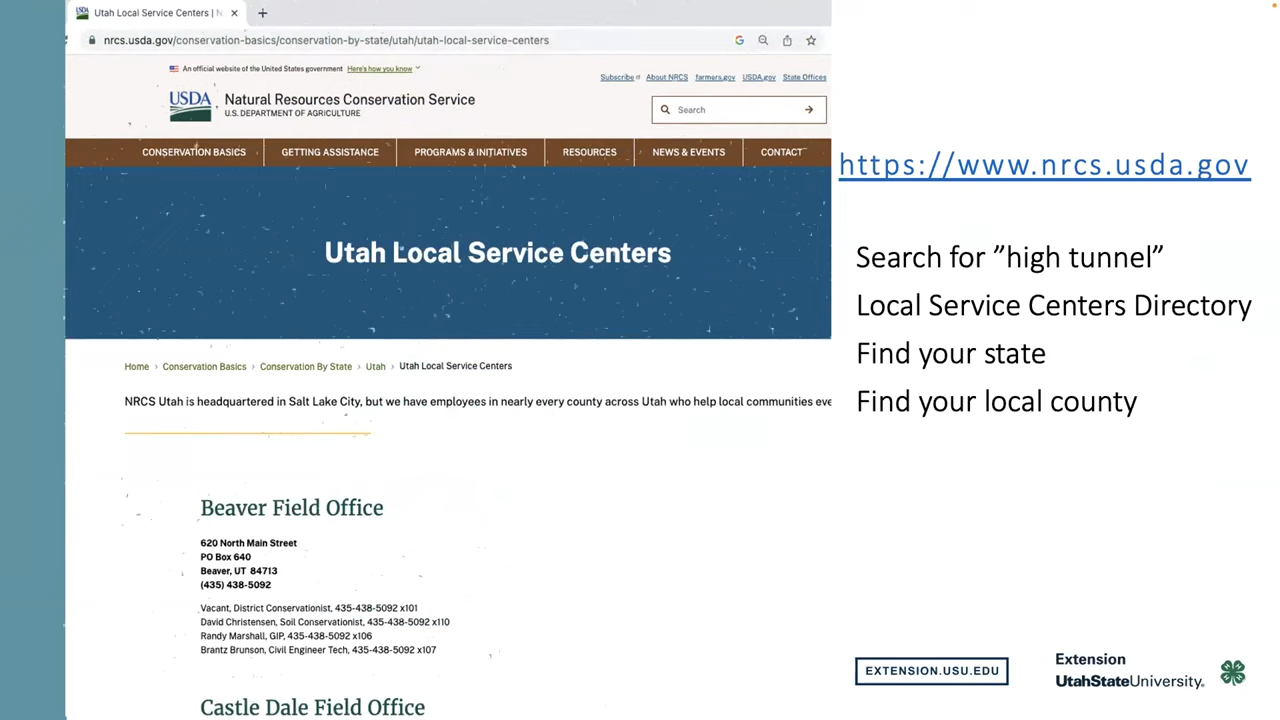 Utah Local Service Centers | N
nrcs.usda.gov/conservation-basics/conservation-by-state/utah/utah-local-service-centers
An official website of the United States government Here's how you know
Subscribe About NRCS farmers.gov USDA.gov State Offices
USDA
Natural Resources Conservation Service
U.S. DEPARTMENT OF AGRICULTURE
Search
CONSERVATION BASICS GETTING ASSISTANCE PROGRAMS & INITIATIVES RESOURCES NEWS & EVENTS CONTACT
Utah Local Service Centers
Home › Conservation Basics › Conservation By State › Utah › Utah Local Service Centers
NRCS Utah is headquartered in Salt Lake City, but we have employees in nearly every county across Utah who help local communities eve
Beaver Field Office
620 North Main Street
PO Box 640
Beaver, UT 84713
(435) 438-5092
Vacant, District Conservationist, 435-438-5092 x101
David Christensen, Soil Conservationist, 435-438-5092 x110
Randy Marshall, GIP, 435-438-5092 x106
Brantz Brunson, Civil Engineer Tech, 435-438-5092 x107
Castle Dale Field Office
https://www.nrcs.usda.gov
Search for ”high tunnel”
Local Service Centers Directory
Find your state
Find your local county
EXTENSION.USU.EDU
Extension
UtahStateUniversity.